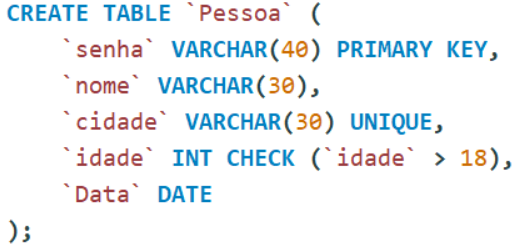 CREATE TABLE `Pessoa` (
`senha` VARCHAR(40) PRIMARY KEY,
`nome` VARCHAR(30),
`cidade` VARCHAR(30) UNIQUE,
`idade` INT CHECK (`idade` > 18),
`Data` DATE
);